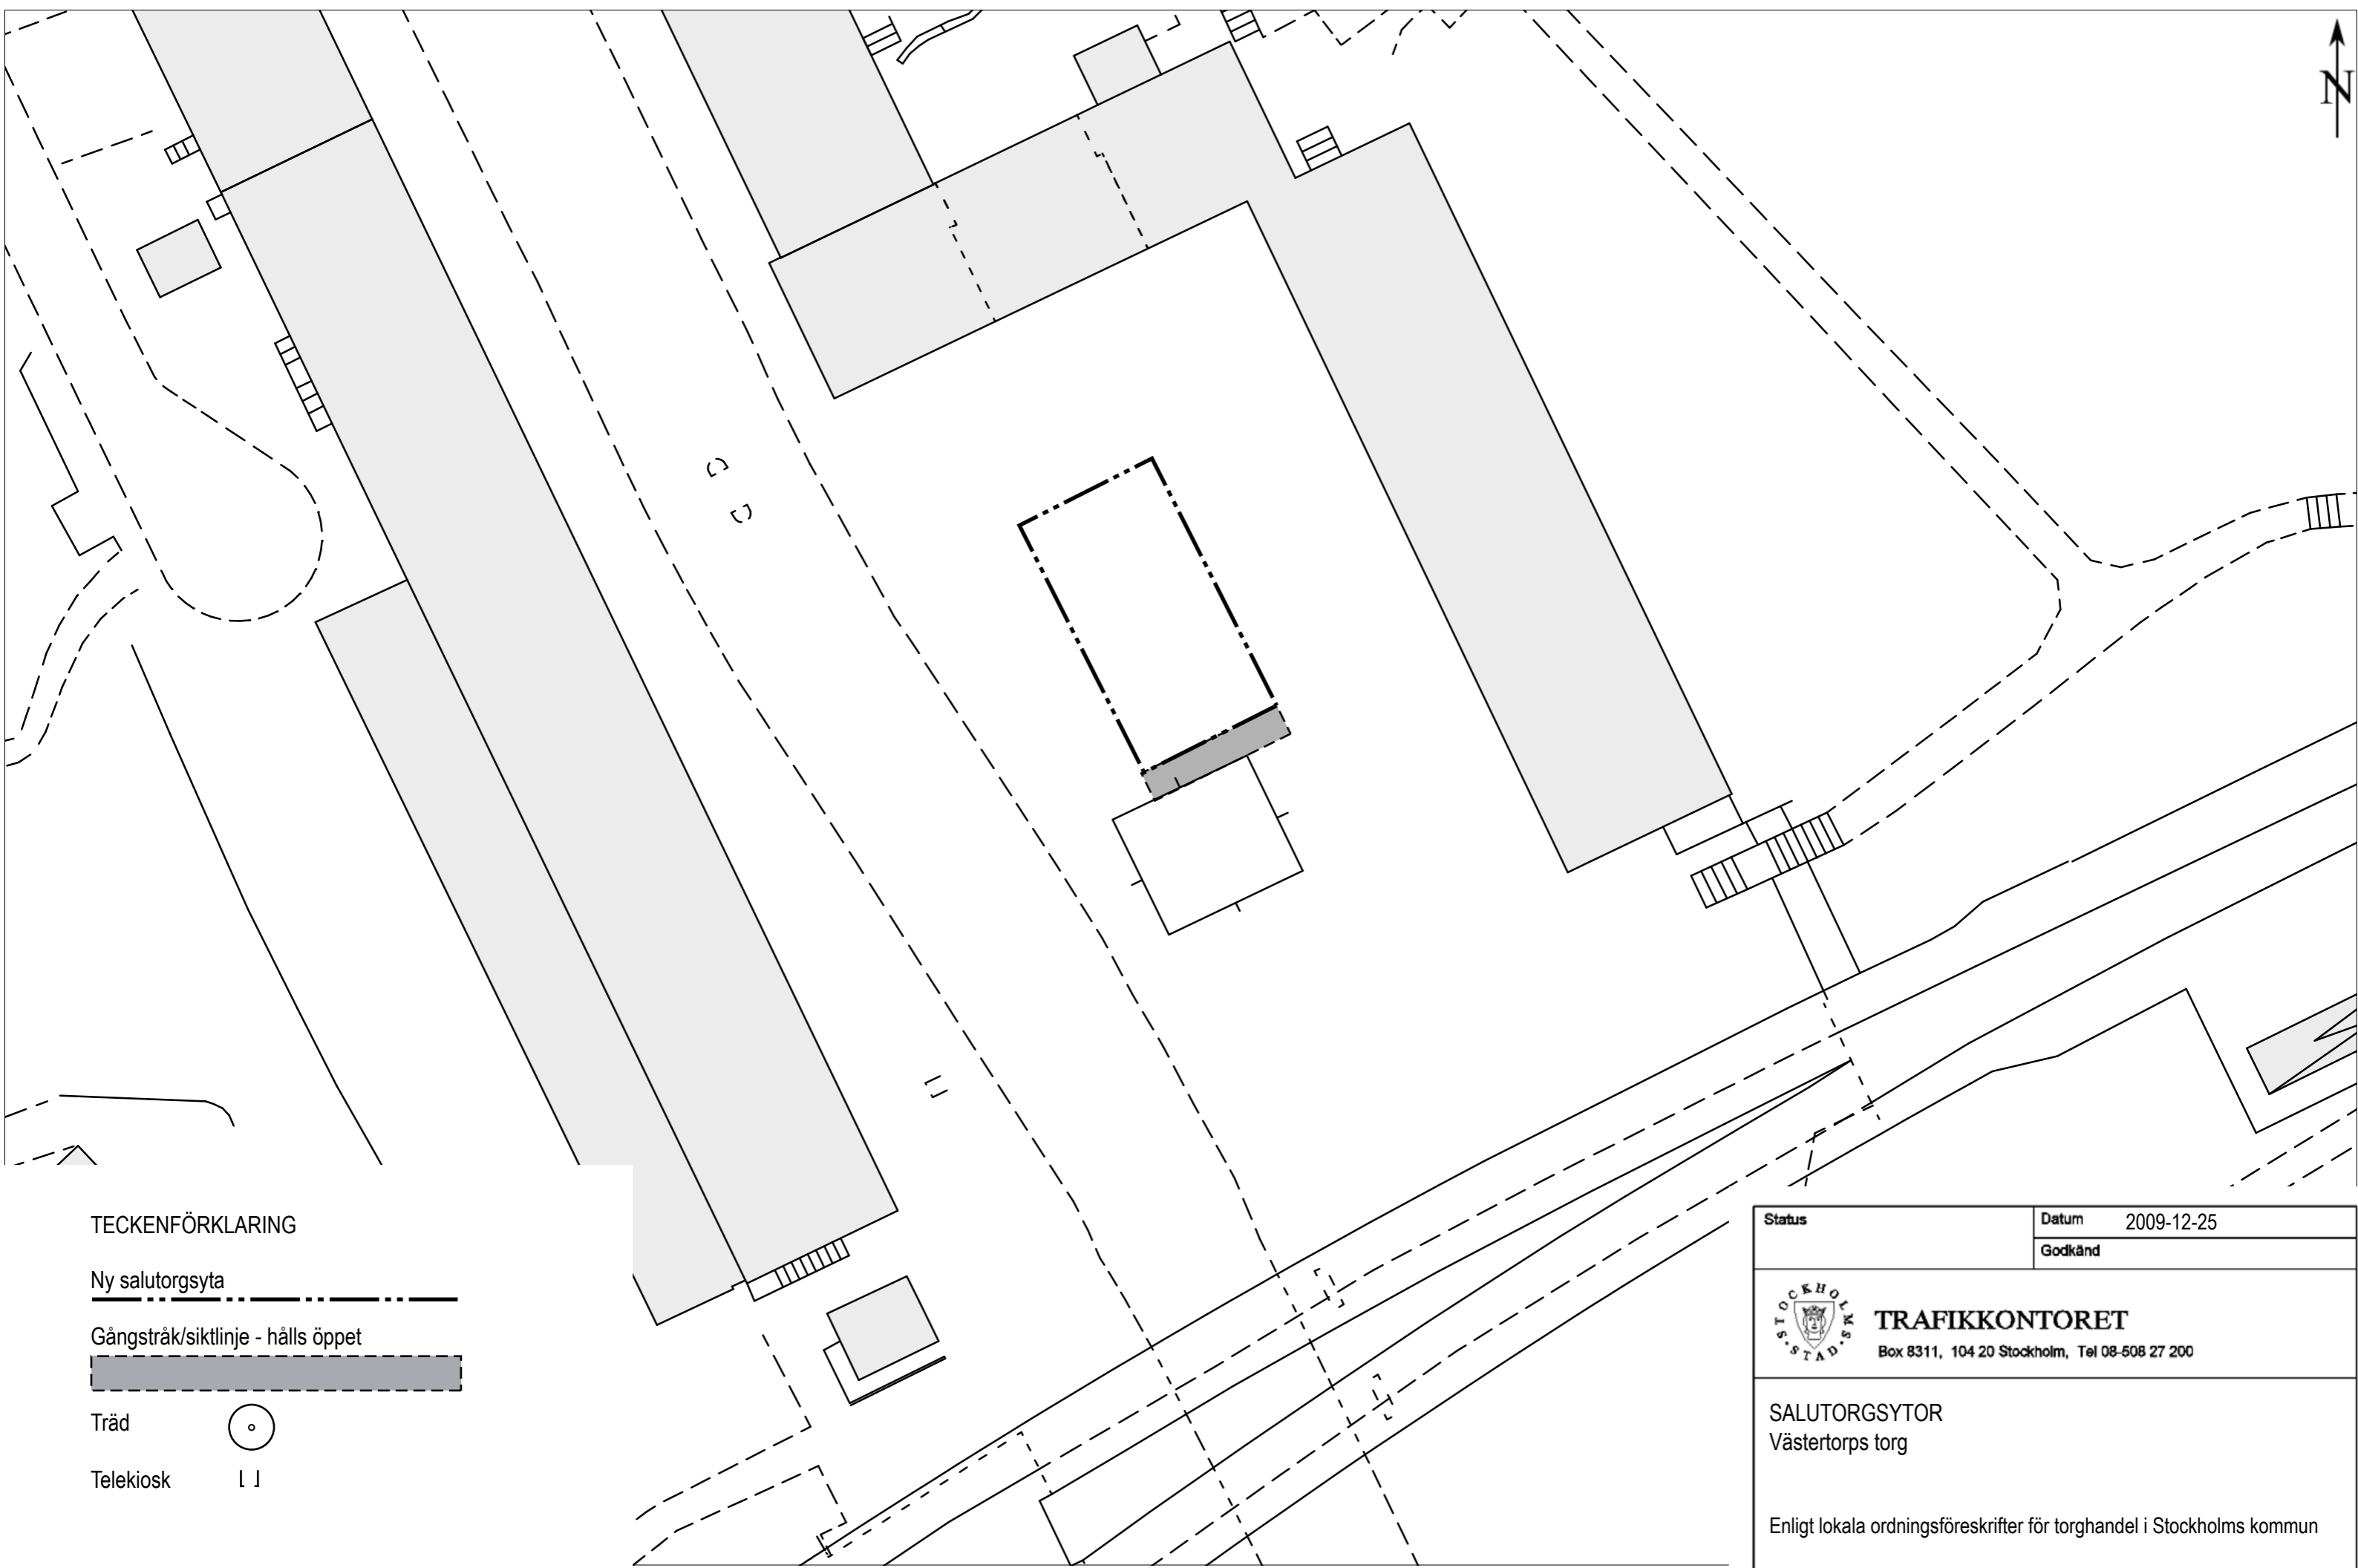 N
TECKENFÖRKLARING
Ny salutorgsyta
Gångstråk/siktlinje - hålls öppet
Träd
Telekiosk
Status
Datum 2009-12-25
Godkänd
STOCKHOLMS STAD
TRAFIKKONTORET
Box 8311, 104 20 Stockholm, Tel 08-508 27 200
SALUTORGSYTOR
Västertorps torg
Enligt lokala ordningsföreskrifter för torghandel i Stockholms kommun